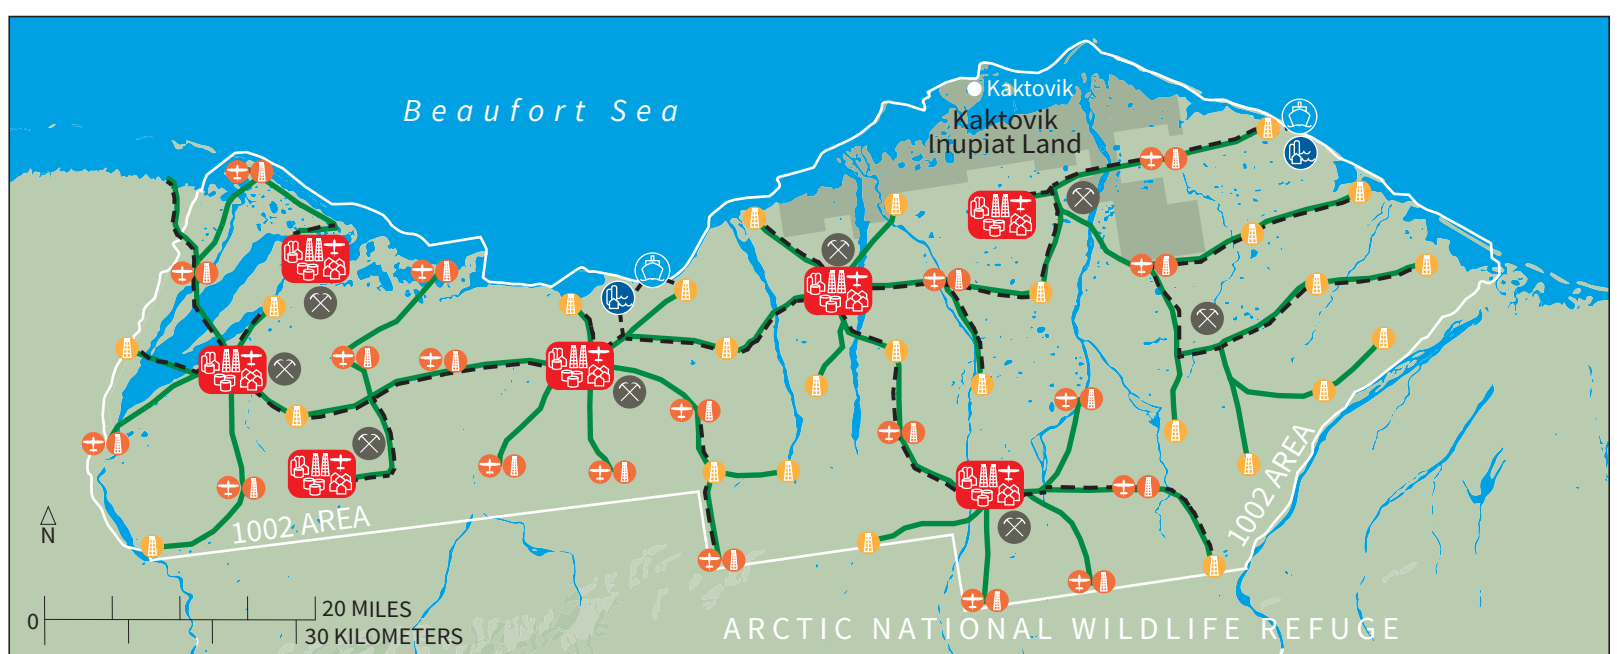 Beaufort Sea
Kaktovik
Kaktovik
Inupiat Land
1002 AREA
1002 AREA
N
0
20 MILES
30 KILOMETERS
ARCTIC NATIONAL WILDLIFE REFUGE